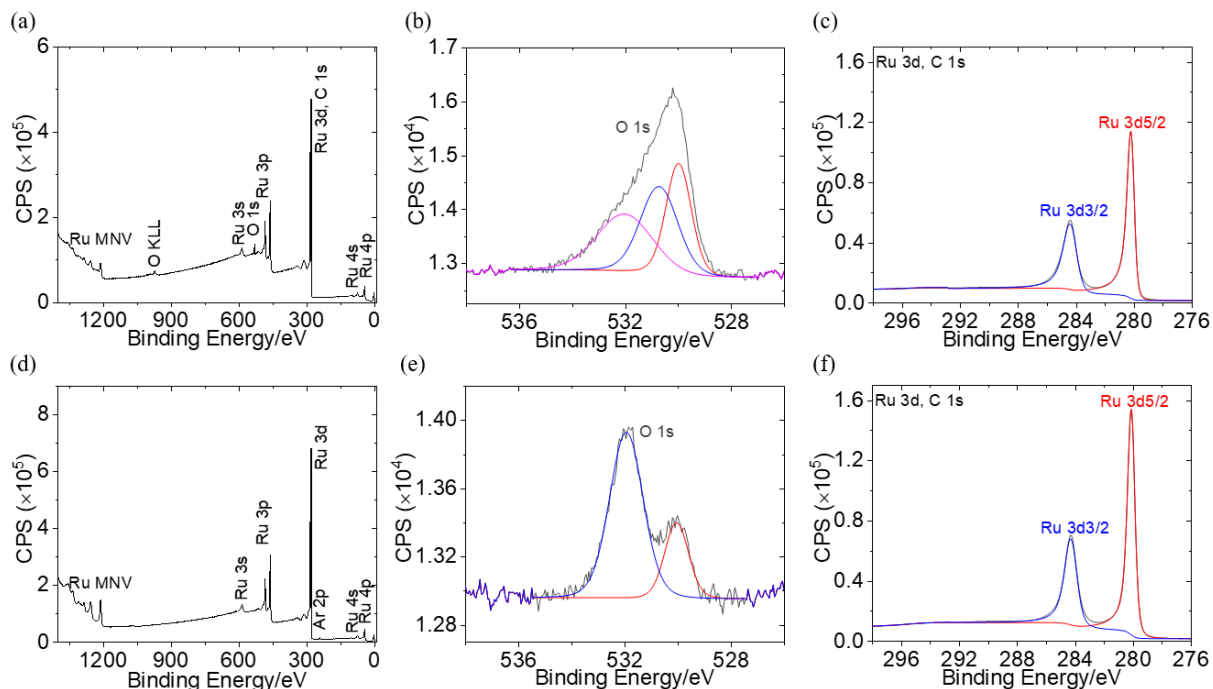 (a)
CPS (×10⁵)
6
4
2
0
Ru MNV
O KLL
Ru 3s
O 1s
Ru 3p
Ru 3d, C 1s
Ru 4s
Ru 4p
1200 900 600 300 0
Binding Energy/eV
(b)
CPS (×10⁴)
1.7
1.6
1.5
1.4
1.3
O 1s
536 532 528
Binding Energy/eV
(c)
CPS (×10⁵)
1.6
1.2
0.8
0.4
0.0
Ru 3d, C 1s
Ru 3d5/2
Ru 3d3/2
296 292 288 284 280 276
Binding Energy/eV
(d)
CPS (×10⁵)
8
6
4
2
0
Ru MNV
Ru 3s
Ru 3p
Ru 3d
Ar 2p
Ru 4s
Ru 4p
1200 900 600 300 0
Binding Energy/eV
(e)
CPS (×10⁴)
1.40
1.36
1.32
1.28
O 1s
536 532 528
Binding Energy/eV
(f)
CPS (×10⁵)
1.6
1.2
0.8
0.4
0.0
Ru 3d, C 1s
Ru 3d5/2
Ru 3d3/2
296 292 288 284 280 276
Binding Energy/eV